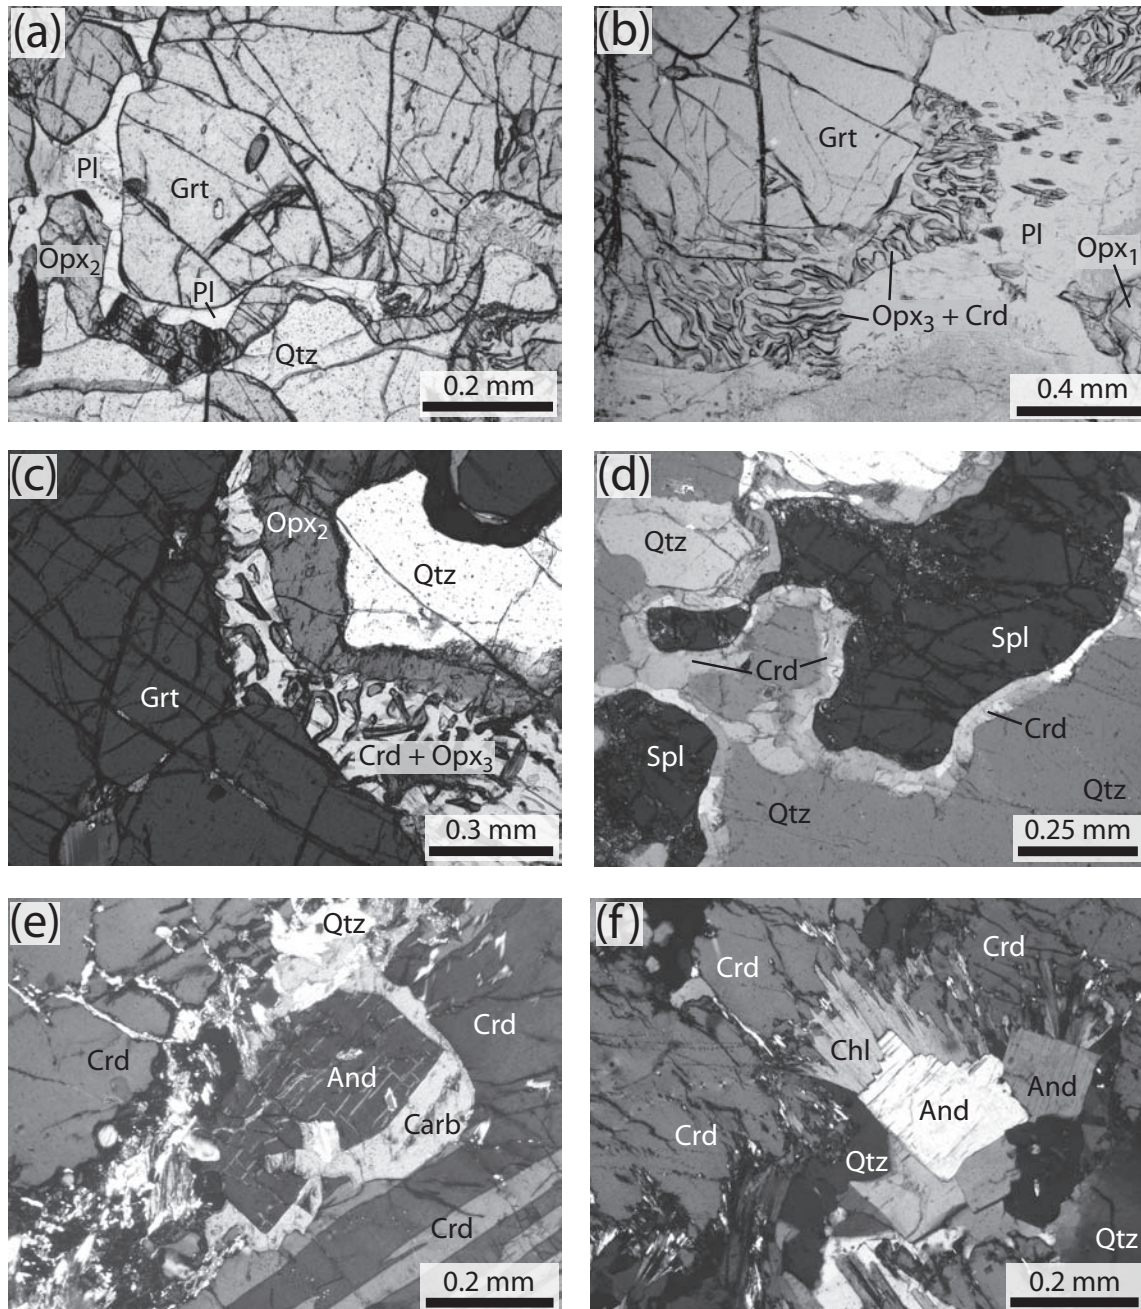 (a)
Pl
Grt
Opx2
Pl
Qtz
0.2 mm
(b)
Grt
Pl
Opx1
Opx3 + Crd
0.4 mm
(c)
Opx2
Qtz
Grt
Crd + Opx3
0.3 mm
(d)
Qtz
Spl
Crd
Crd
Spl
Qtz
Qtz
0.25 mm
(e)
Qtz
Crd
Crd
And
Carb
Crd
0.2 mm
(f)
Crd
Crd
Chl
And
And
Crd
Qtz
Qtz
0.2 mm